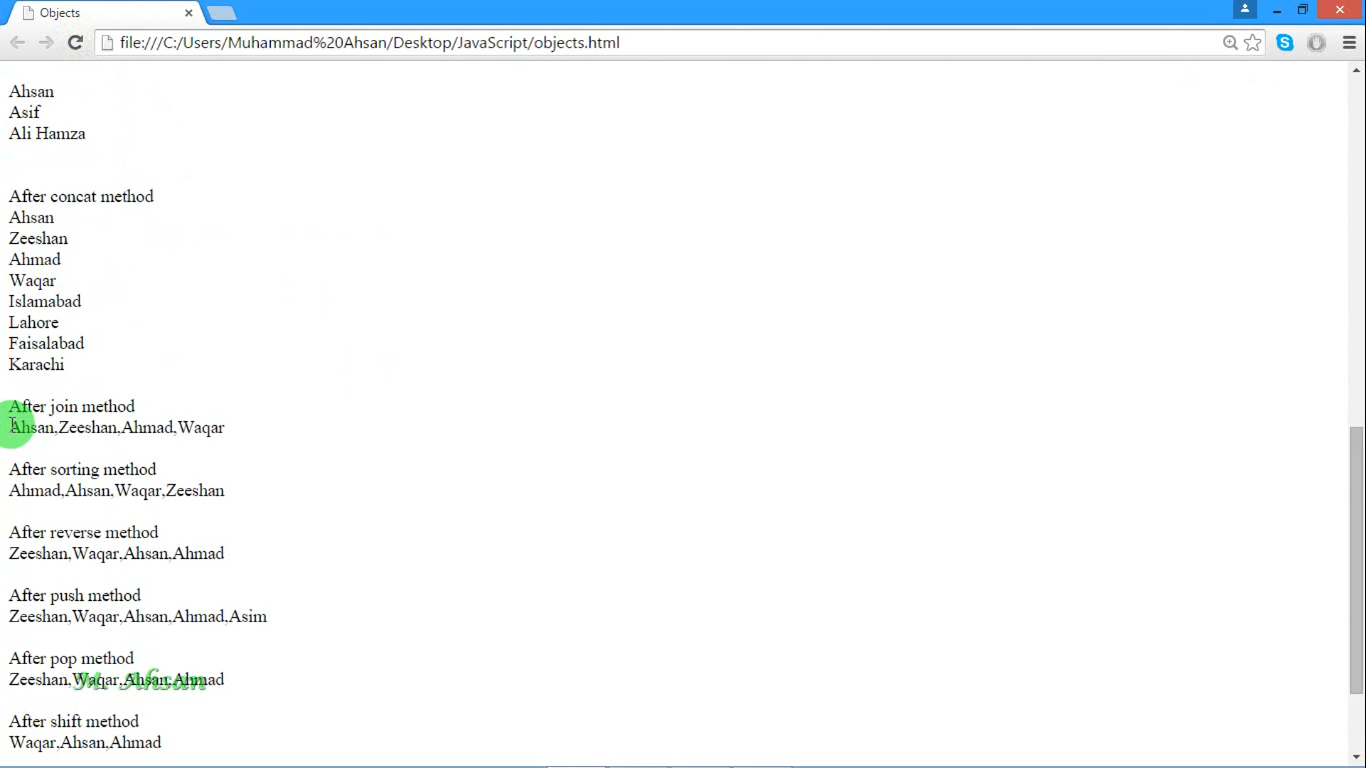 Objects
file:///C:/Users/Muhammad%20Ahsan/Desktop/JavaScript/objects.html
Ahsan
Asif
Ali Hamza
After concat method
Ahsan
Zeeshan
Ahmad
Waqar
Islamabad
Lahore
Faisalabad
Karachi
After join method
Ahsan,Zeeshan,Ahmad,Waqar
After sorting method
Ahmad,Ahsan,Waqar,Zeeshan
After reverse method
Zeeshan,Waqar,Ahsan,Ahmad
After push method
Zeeshan,Waqar,Ahsan,Ahmad,Asim
After pop method
Zeeshan,Waqar,Ahsan,Ahmad
M. Ahsan
After shift method
Waqar,Ahsan,Ahmad